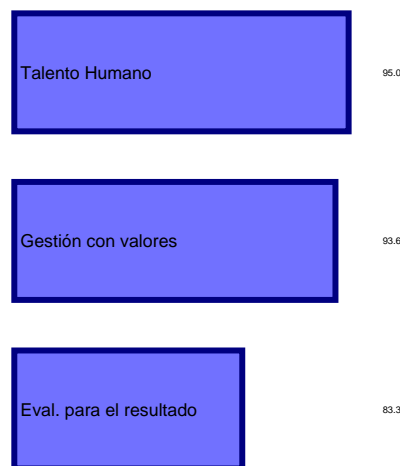 Talento Humano 95.0
Gestión con valores 93.6
Eval. para el resultado 83.3